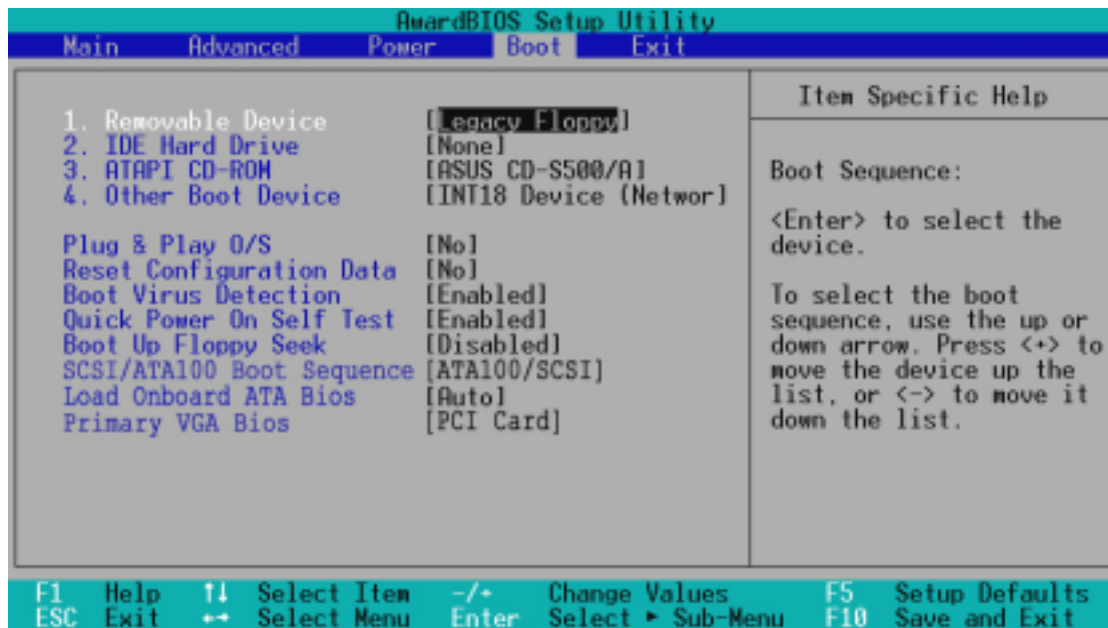 AwardBIOS Setup Utility
Main Advanced Power Boot Exit
1. Removable Device [Legacy Floppy]
2. IDE Hard Drive [None]
3. ATAPI CD-ROM [ASUS CD-S500/A]
4. Other Boot Device [INT18 Device (Networ]
Plug & Play O/S [No]
Reset Configuration Data [No]
Boot Virus Detection [Enabled]
Quick Power On Self Test [Enabled]
Boot Up Floppy Seek [Disabled]
SCSI/ATA100 Boot Sequence [ATA100/SCSI]
Load Onboard ATA Bios [Auto]
Primary VGA Bios [PCI Card]
Item Specific Help
Boot Sequence:
<Enter> to select the
device.
To select the boot
sequence, use the up or
down arrow. Press <+> to
move the device up the
list, or <-> to move it
down the list.
F1 Help ↑↓ Select Item -/+ Change Values F5 Setup Defaults
ESC Exit ←→ Select Menu Enter Select ► Sub-Menu F10 Save and Exit